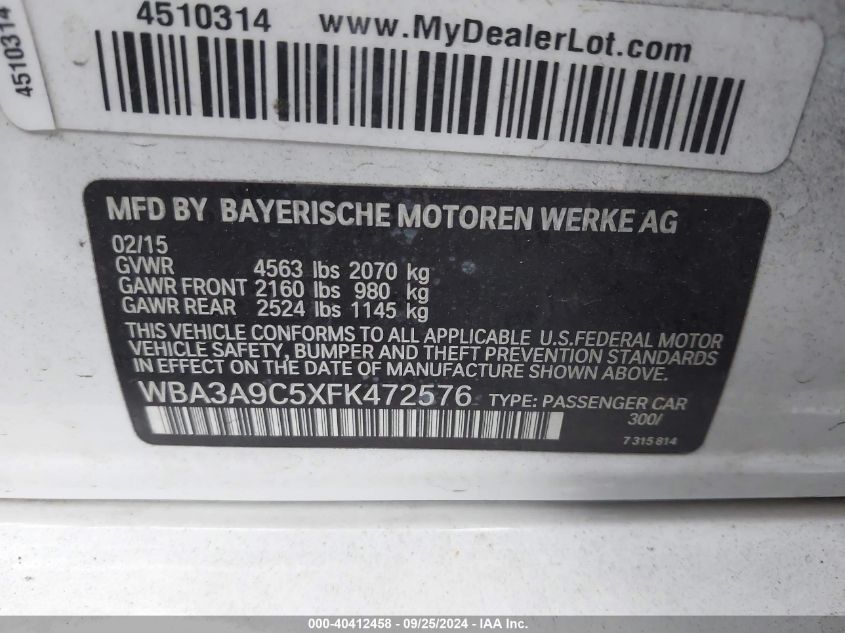 4510314 www.MyDealerLot.com
4510314
MFD BY BAYERISCHE MOTOREN WERKE AG
02/15
GVWR 4563 lbs 2070 kg
GAWR FRONT 2160 lbs 980 kg
GAWR REAR 2524 lbs 1145 kg
THIS VEHICLE CONFORMS TO ALL APPLICABLE U.S.FEDERAL MOTOR
VEHICLE SAFETY, BUMPER AND THEFT PREVENTION STANDARDS
IN EFFECT ON THE DATE OF MANUFACTURE SHOWN ABOVE.
WBA3A9C5XFK472576 TYPE: PASSENGER CAR
300/
7 315 814
000-40412458 - 09/25/2024 - IAA Inc.